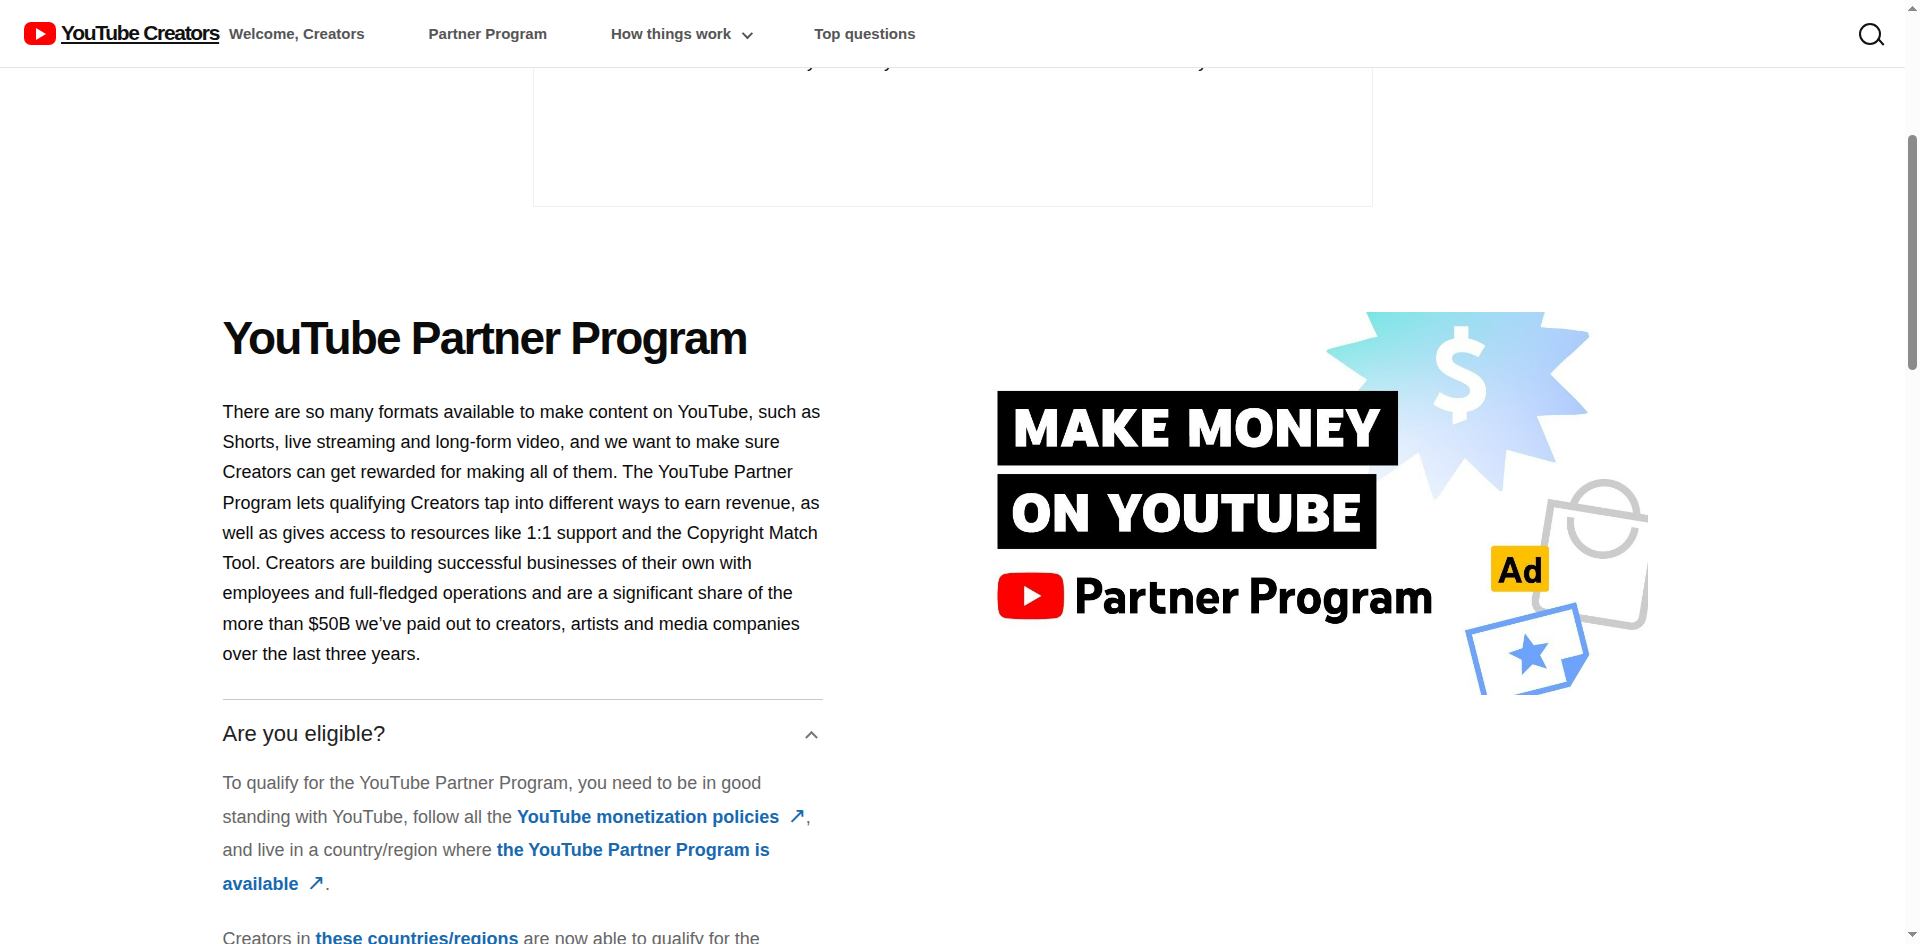 YouTube Creators
Welcome, Creators
Partner Program
How things work
Top questions
YouTube Partner Program
There are so many formats available to make content on YouTube, such as
Shorts, live streaming and long-form video, and we want to make sure
Creators can get rewarded for making all of them. The YouTube Partner
Program lets qualifying Creators tap into different ways to earn revenue, as
well as gives access to resources like 1:1 support and the Copyright Match
Tool. Creators are building successful businesses of their own with
employees and full-fledged operations and are a significant share of the
more than $50B we’ve paid out to creators, artists and media companies
over the last three years.
$
MAKE MONEY
ON YOUTUBE
Partner Program
Ad
Are you eligible?
To qualify for the YouTube Partner Program, you need to be in good
standing with YouTube, follow all the YouTube monetization policies ,
and live in a country/region where the YouTube Partner Program is
available .
Creators in these countries/regions are now able to qualify for the